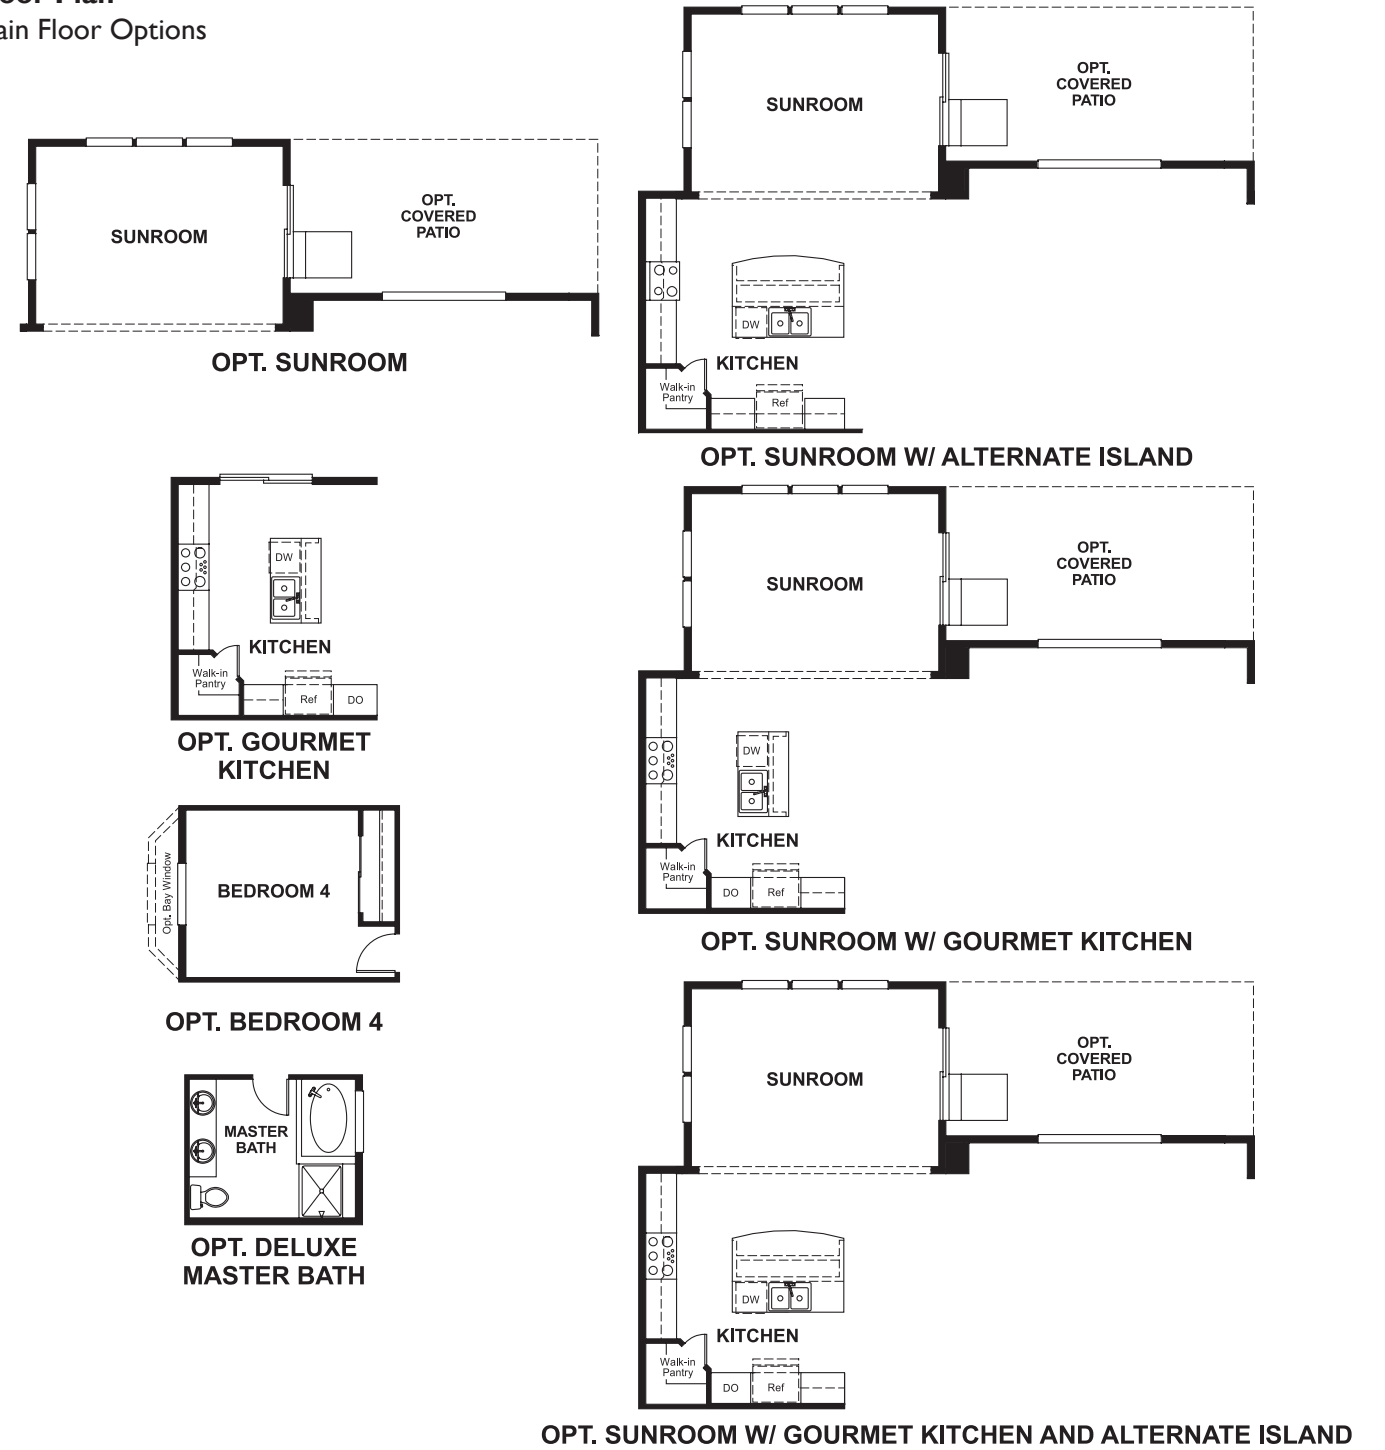 ain Floor Options
SUNROOM
OPT.
COVERED
PATIO
OPT. SUNROOM
DW
KITCHEN
Walk-in
Pantry
Ref
DO
OPT. GOURMET
KITCHEN
Opt. Bay Window
BEDROOM 4
OPT. BEDROOM 4
MASTER
BATH
OPT. DELUXE
MASTER BATH
SUNROOM
OPT.
COVERED
PATIO
DW
KITCHEN
Walk-in
Pantry
Ref
OPT. SUNROOM W/ ALTERNATE ISLAND
SUNROOM
OPT.
COVERED
PATIO
DW
KITCHEN
Walk-in
Pantry
DO
Ref
OPT. SUNROOM W/ GOURMET KITCHEN
SUNROOM
OPT.
COVERED
PATIO
DW
KITCHEN
Walk-in
Pantry
DO
Ref
OPT. SUNROOM W/ GOURMET KITCHEN AND ALTERNATE ISLAND